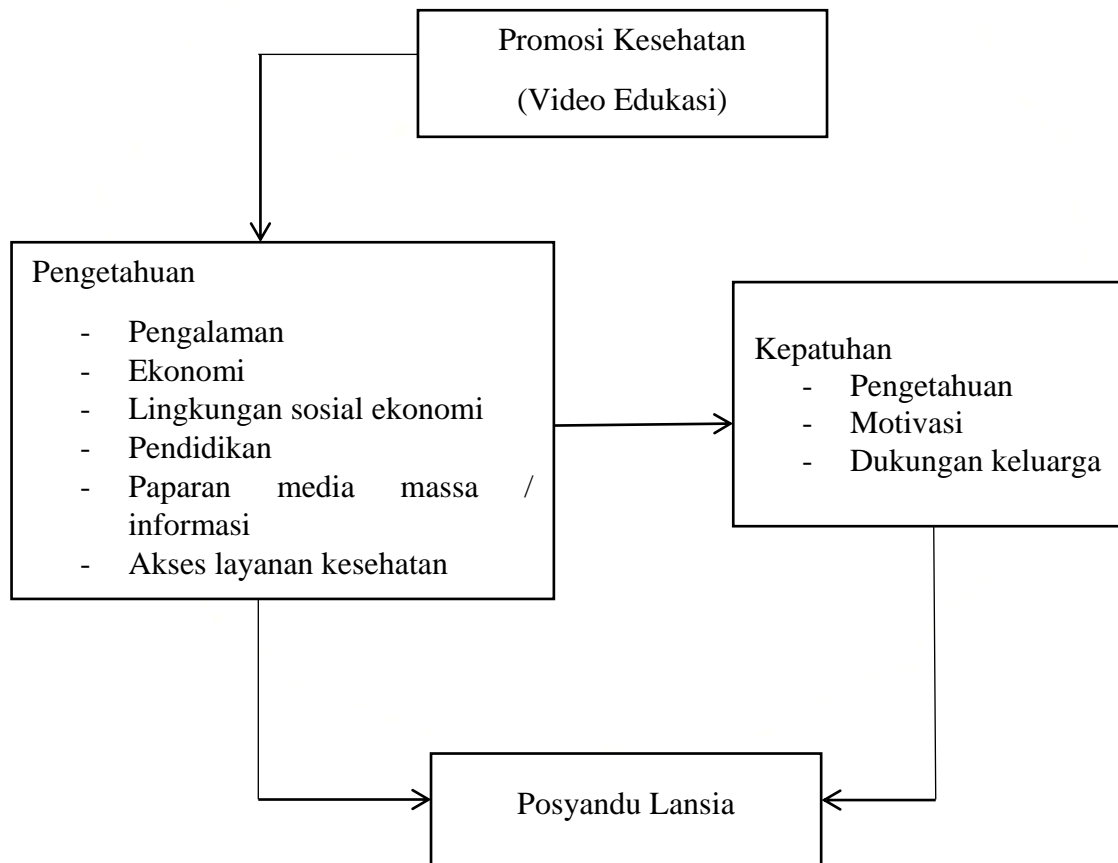 Promosi Kesehatan
(Video Edukasi)
Pengetahuan
- Pengalaman
- Ekonomi
- Lingkungan sosial ekonomi
- Pendidikan
- Paparan media massa /
informasi
- Akses layanan kesehatan
Kepatuhan
- Pengetahuan
- Motivasi
- Dukungan keluarga
Posyandu Lansia